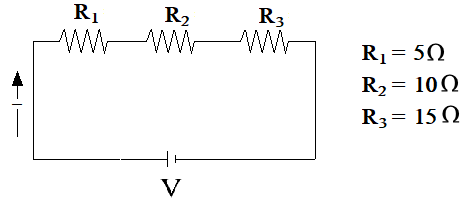 R₁ R₂ R₃
R₁ = 5Ω
R₂ = 10Ω
R₃ = 15Ω
I
V